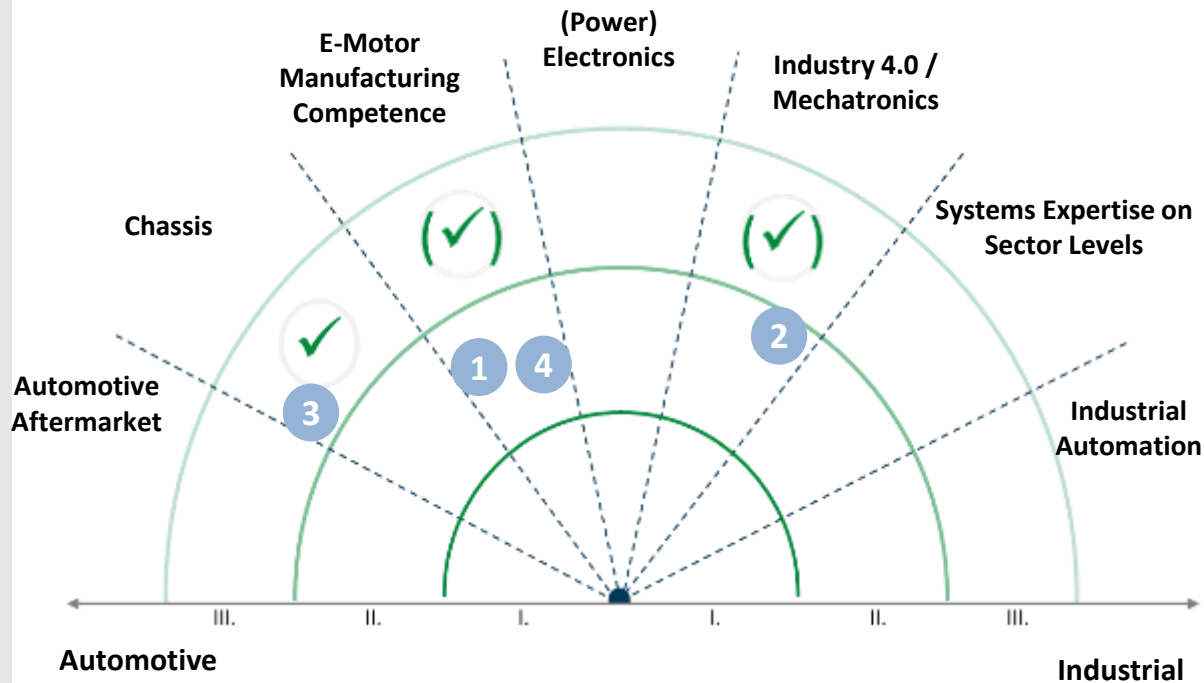 (Power)
Electronics
E-Motor
Manufacturing
Competence
Industry 4.0 /
Mechatronics
Chassis
Systems Expertise on
Sector Levels
Automotive
Aftermarket
Industrial
Automation
1
4
2
3
III.
II.
I.
I.
II.
III.
Automotive
Industrial